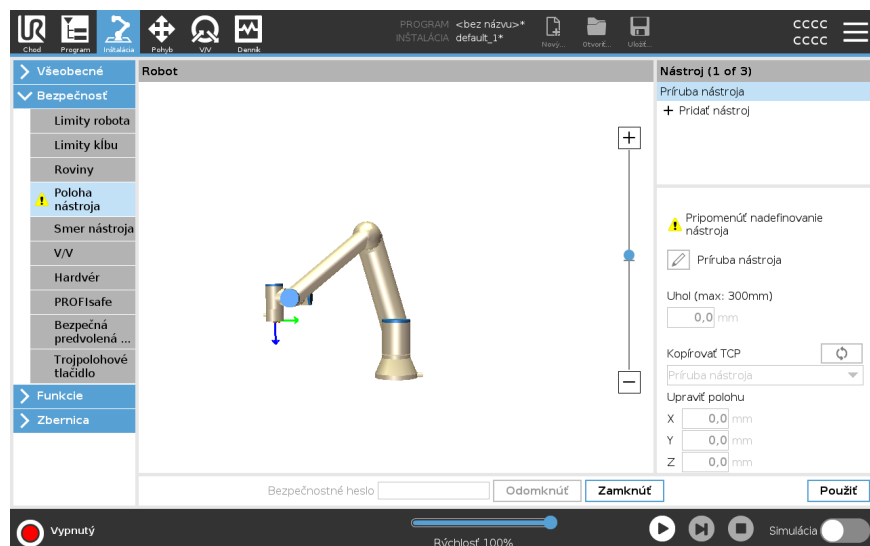 PROGRAM <bez názvu>*
INŠTALÁCIA default_1*
Chod
Program
Inštalácia
Pohyb
V/V
Denník
Nový...
Otvoriť...
Uložiť...
CCCC
CCCC
Všeobecné
Bezpečnosť
Limity robota
Limity kĺbu
Roviny
Poloha
nástroja
Smer nástroja
V/V
Hardvér
PROFIsafe
Bezpečná
predvolená ...
Trojpolohové
tlačidlo
Funkcie
Zbernica
Robot
Nástroj (1 of 3)
Príruba nástroja
+ Pridať nástroj
Pripomenúť nadefinovanie
nástroja
Príruba nástroja
Uhol (max: 300mm)
0,0 mm
Kopírovať TCP
Príruba nástroja
Upraviť polohu
X 0,0 mm
Y 0,0 mm
Z 0,0 mm
Bezpečnostné heslo
Odomknúť
Zamknúť
Použiť
Vypnutý
Rýchlosť 100%
Simulácia